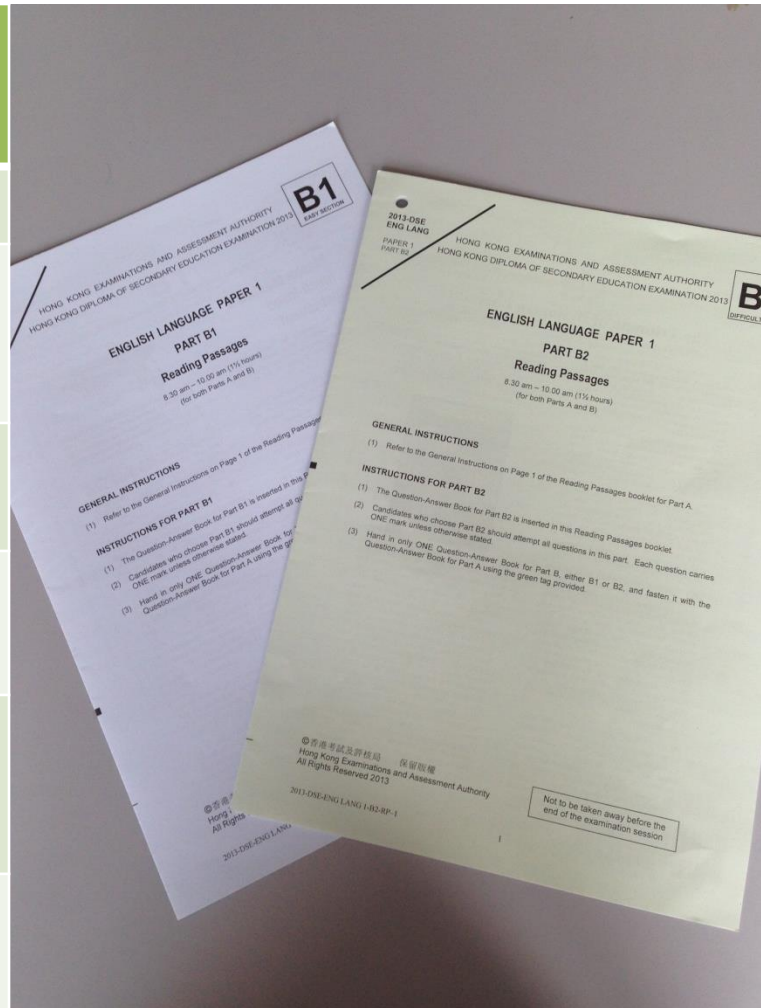 B1
EASY SECTION
HONG KONG EXAMINATIONS AND ASSESSMENT AUTHORITY
HONG KONG DIPLOMA OF SECONDARY EDUCATION EXAMINATION 2013
ENGLISH LANGUAGE PAPER 1
PART B1
Reading Passages
8.30 am – 10.00 am (1½ hours)
(for both Parts A and B)
GENERAL INSTRUCTIONS
(1) Refer to the General Instructions on Page 1 of the Reading Passages
INSTRUCTIONS FOR PART B1
(1) The Question-Answer Book for Part B1 is inserted in this
(2) Candidates who choose Part B1 should attempt all
ONE mark unless otherwise stated.
(3) Hand in only ONE Question-Answer Book for
Question-Answer Book for Part A using the
©香港
Hong
All Rights
2013-DSE-ENG LANG
2013-DSE
ENG LANG
PAPER 1
PART B2
HONG KONG EXAMINATIONS AND ASSESSMENT AUTHORITY
HONG KONG DIPLOMA OF SECONDARY EDUCATION EXAMINATION 2013
B
ENGLISH LANGUAGE PAPER 1
PART B2
Reading Passages
8.30 am – 10.00 am (1½ hours)
(for both Parts A and B)
GENERAL INSTRUCTIONS
(1) Refer to the General Instructions on Page 1 of the Reading Passages booklet for Part A.
INSTRUCTIONS FOR PART B2
(1) The Question-Answer Book for Part B2 is inserted in this Reading Passages booklet.
(2) Candidates who choose Part B2 should attempt all questions in this part. Each question carries
ONE mark unless otherwise stated.
(3) Hand in only ONE Question-Answer Book for Part B, either B1 or B2, and fasten it with the
Question-Answer Book for Part A using the green tag provided.
©香港考試及評核局 保留版權
Hong Kong Examinations and Assessment Authority
All Rights Reserved 2013
2013-DSE-ENG LANG 1-B2-RP-1
1
Not to be taken away before the
end of the examination session